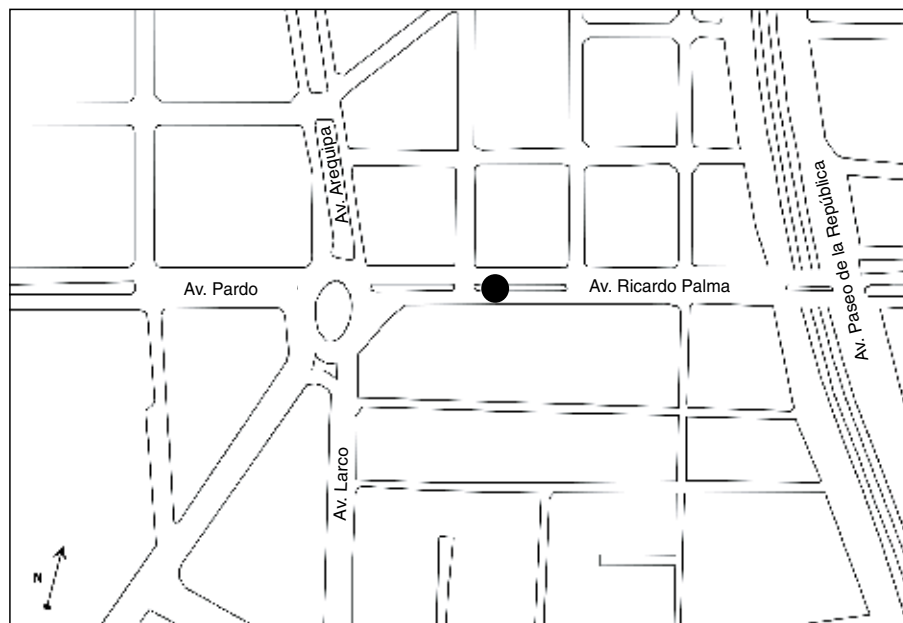 Av. Arequipa
Av. Paseo de la República
Av. Pardo
Av. Ricardo Palma
Av. Larco
N